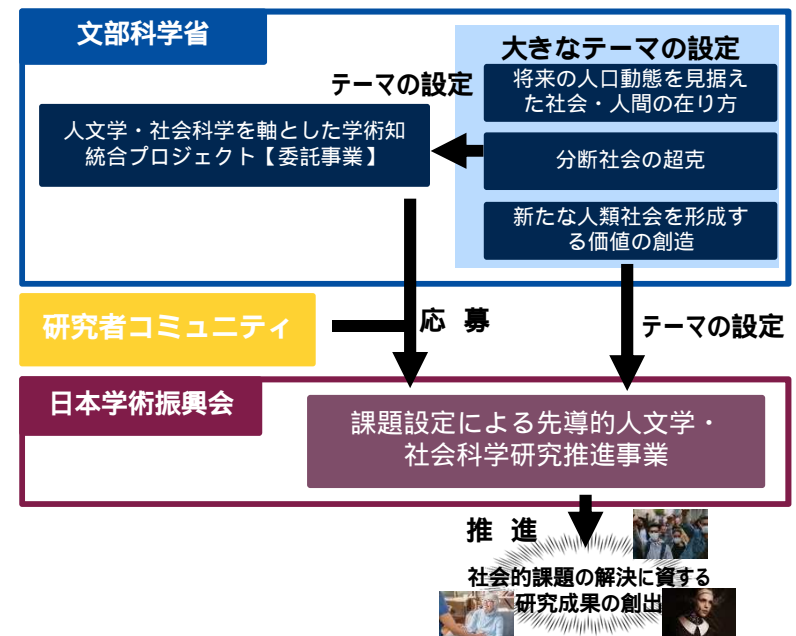 文部科学省
大きなテーマの設定
テーマの設定
将来の人口動態を見据え
た社会・人間の在り方
人文学・社会科学を軸とした学術知
統合プロジェクト【委託事業】
分断社会の超克
新たな人類社会を形成す
る価値の創造
研究者コミュニティ
応 募
テーマの設定
日本学術振興会
課題設定による先導的人文学・
社会科学研究推進事業
推 進
社会的課題の解決に資する
研究成果の創出